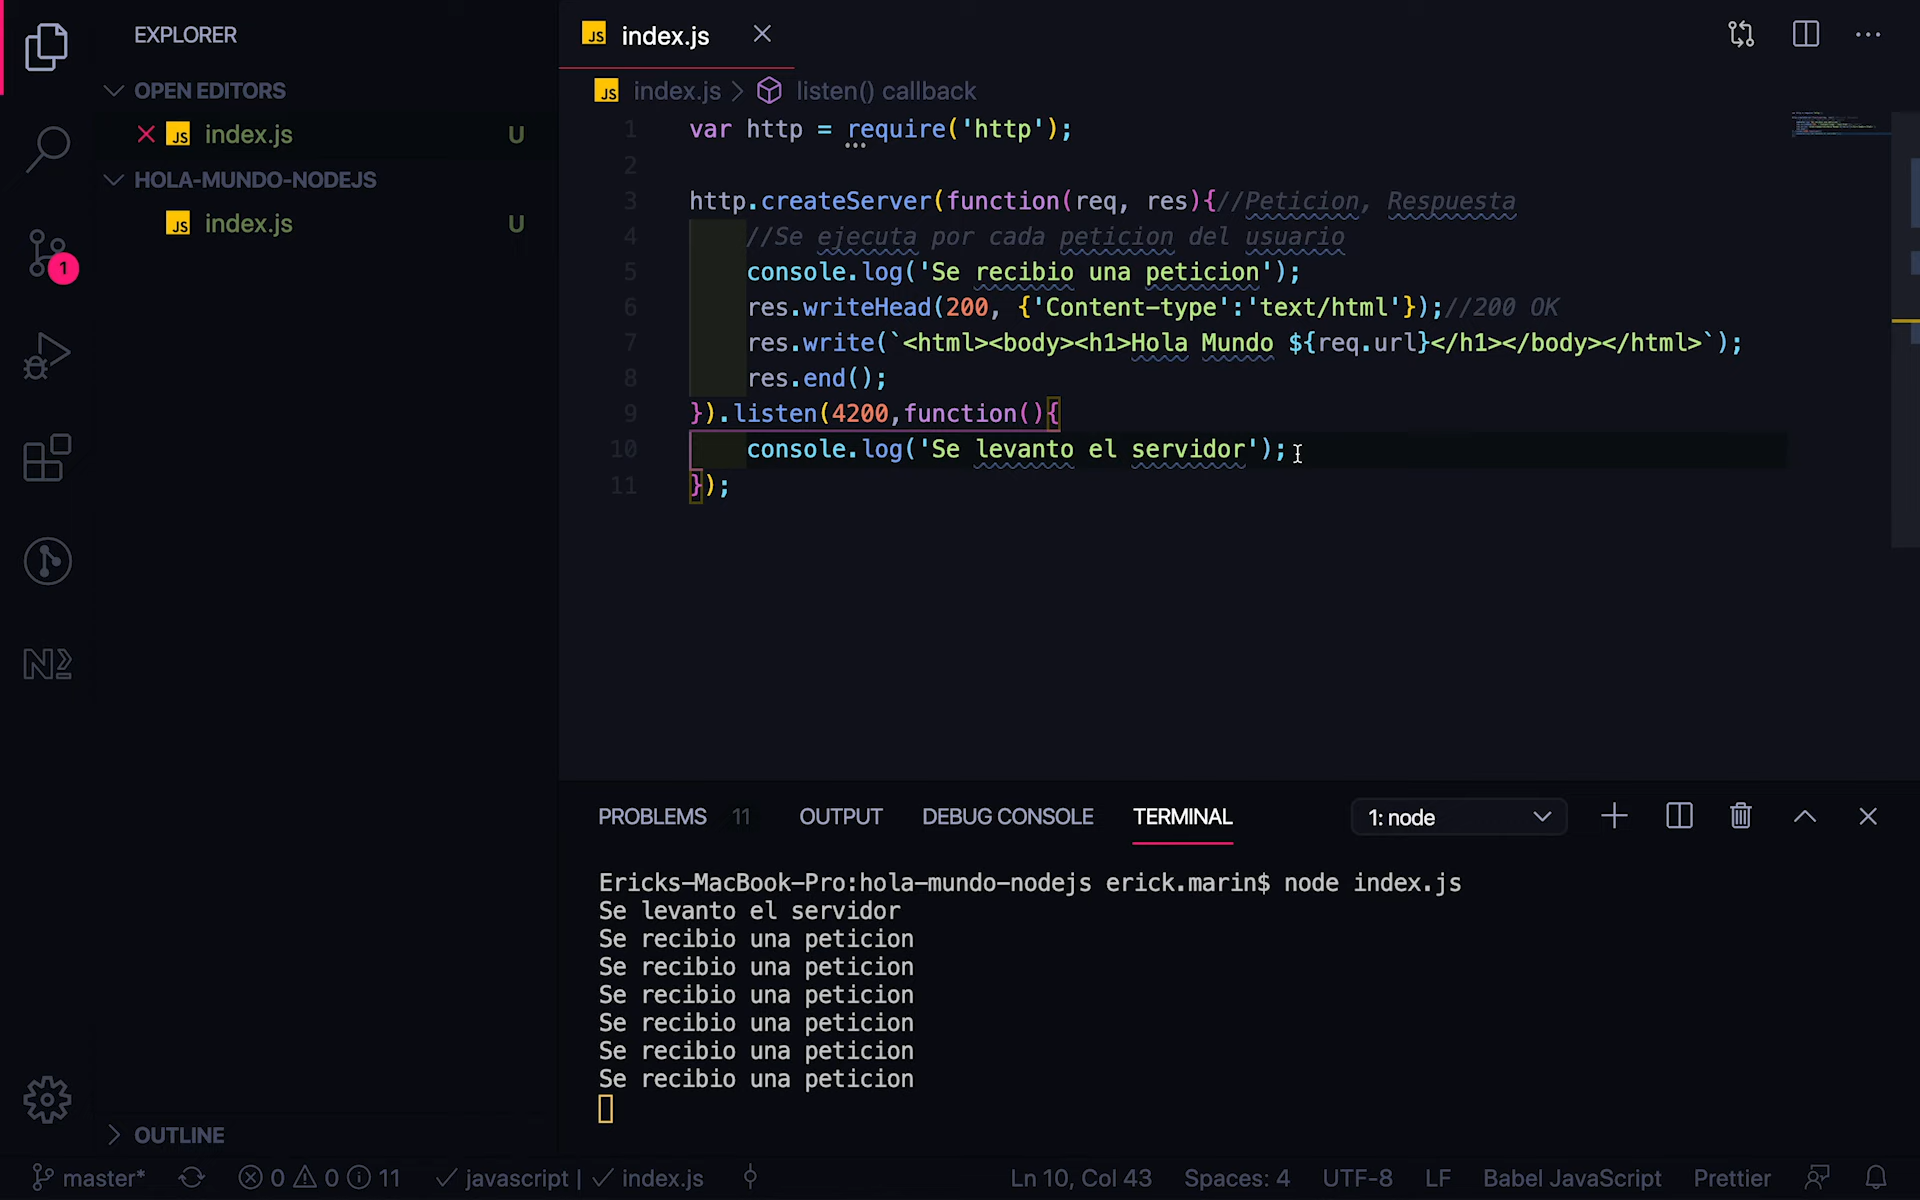 EXPLORER
OPEN EDITORS
JS index.js U
HOLA-MUNDO-NODEJS
JS index.js U
1
OUTLINE
JS index.js
JS index.js > listen() callback
1 var http = require('http');
2
3 http.createServer(function(req, res){//Peticion, Respuesta
4 //Se ejecuta por cada peticion del usuario
5 console.log('Se recibio una peticion');
6 res.writeHead(200, {'Content-type':'text/html'});//200 OK
7 res.write(`<html><body><h1>Hola Mundo ${req.url}</h1></body></html>`);
8 res.end();
9 }).listen(4200,function(){
10 console.log('Se levanto el servidor');
11 });
PROBLEMS 11 OUTPUT DEBUG CONSOLE TERMINAL 1: node
Ericks-MacBook-Pro:hola-mundo-nodejs erick.marin$ node index.js
Se levanto el servidor
Se recibio una peticion
Se recibio una peticion
Se recibio una peticion
Se recibio una peticion
Se recibio una peticion
Se recibio una peticion
master* 0 0 11 javascript | index.js Ln 10, Col 43 Spaces: 4 UTF-8 LF Babel JavaScript Prettier